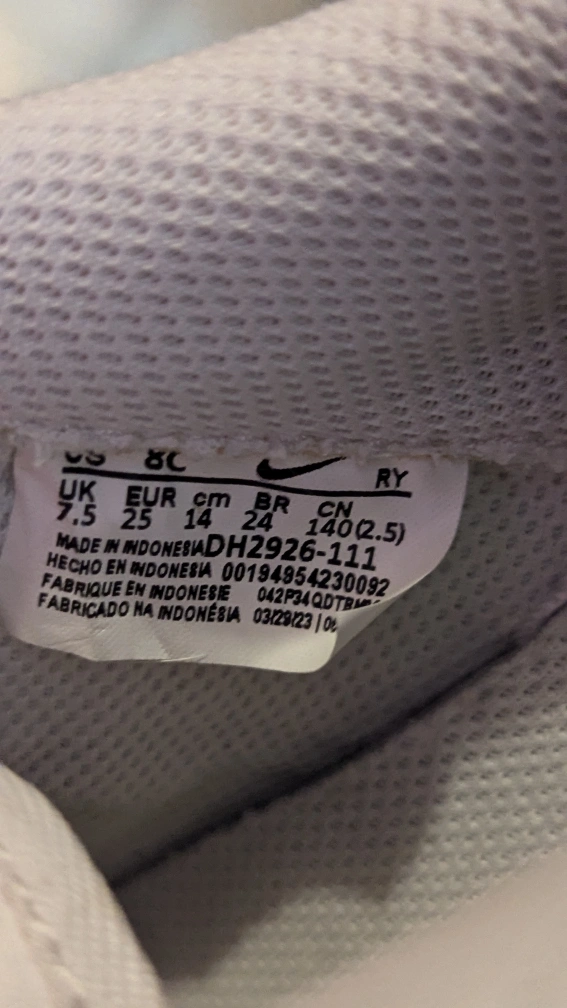 US 8C RY
UK EUR cm BR CN
7.5 25 14 24 140(2.5)
MADE IN INDONESIA DH2926-111
HECHO EN INDONESIA 00194954230092
FABRIQUE EN INDONESIE
FABRICADO NA INDONÉSIA 03/29/23 |